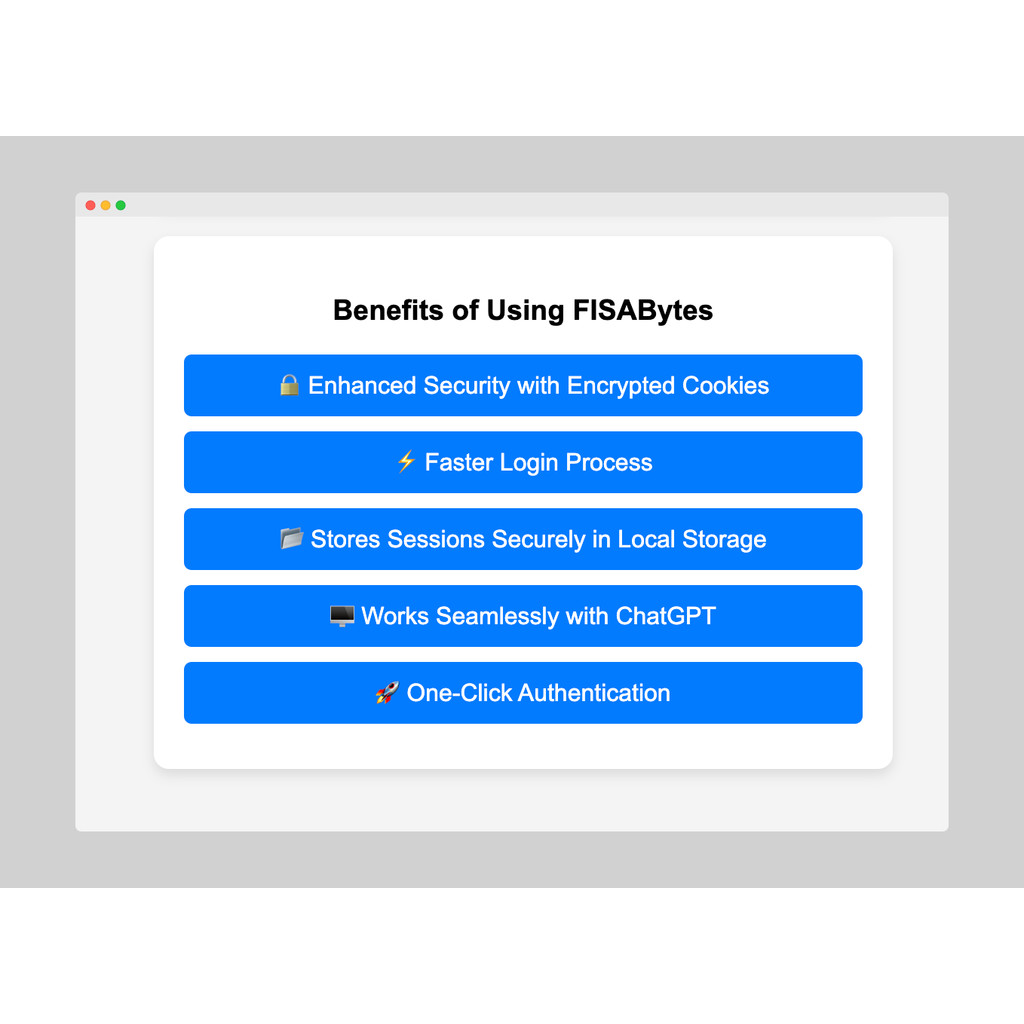 Benefits of Using FISABytes
🔒 Enhanced Security with Encrypted Cookies
⚡ Faster Login Process
📂 Stores Sessions Securely in Local Storage
🖥️ Works Seamlessly with ChatGPT
🚀 One-Click Authentication